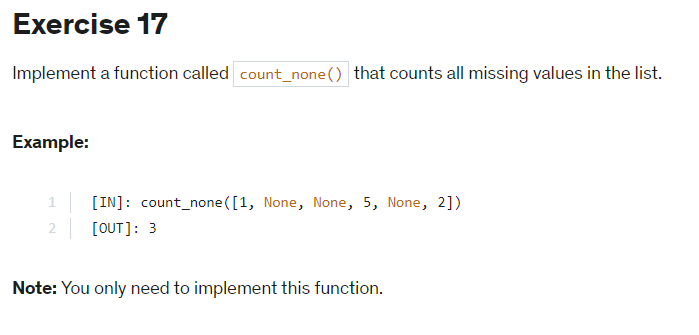 Exercise 17
Implement a function called count_none() that counts all missing values in the list.
Example:
1 [IN]: count_none([1, None, None, 5, None, 2])
2 [OUT]: 3
Note: You only need to implement this function.